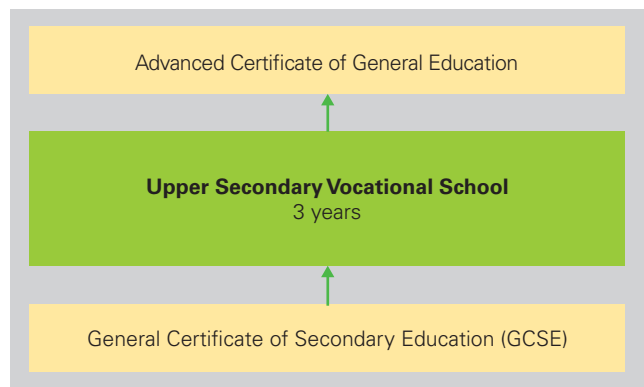 Advanced Certificate of General Education
Upper Secondary Vocational School
3 years
General Certificate of Secondary Education (GCSE)